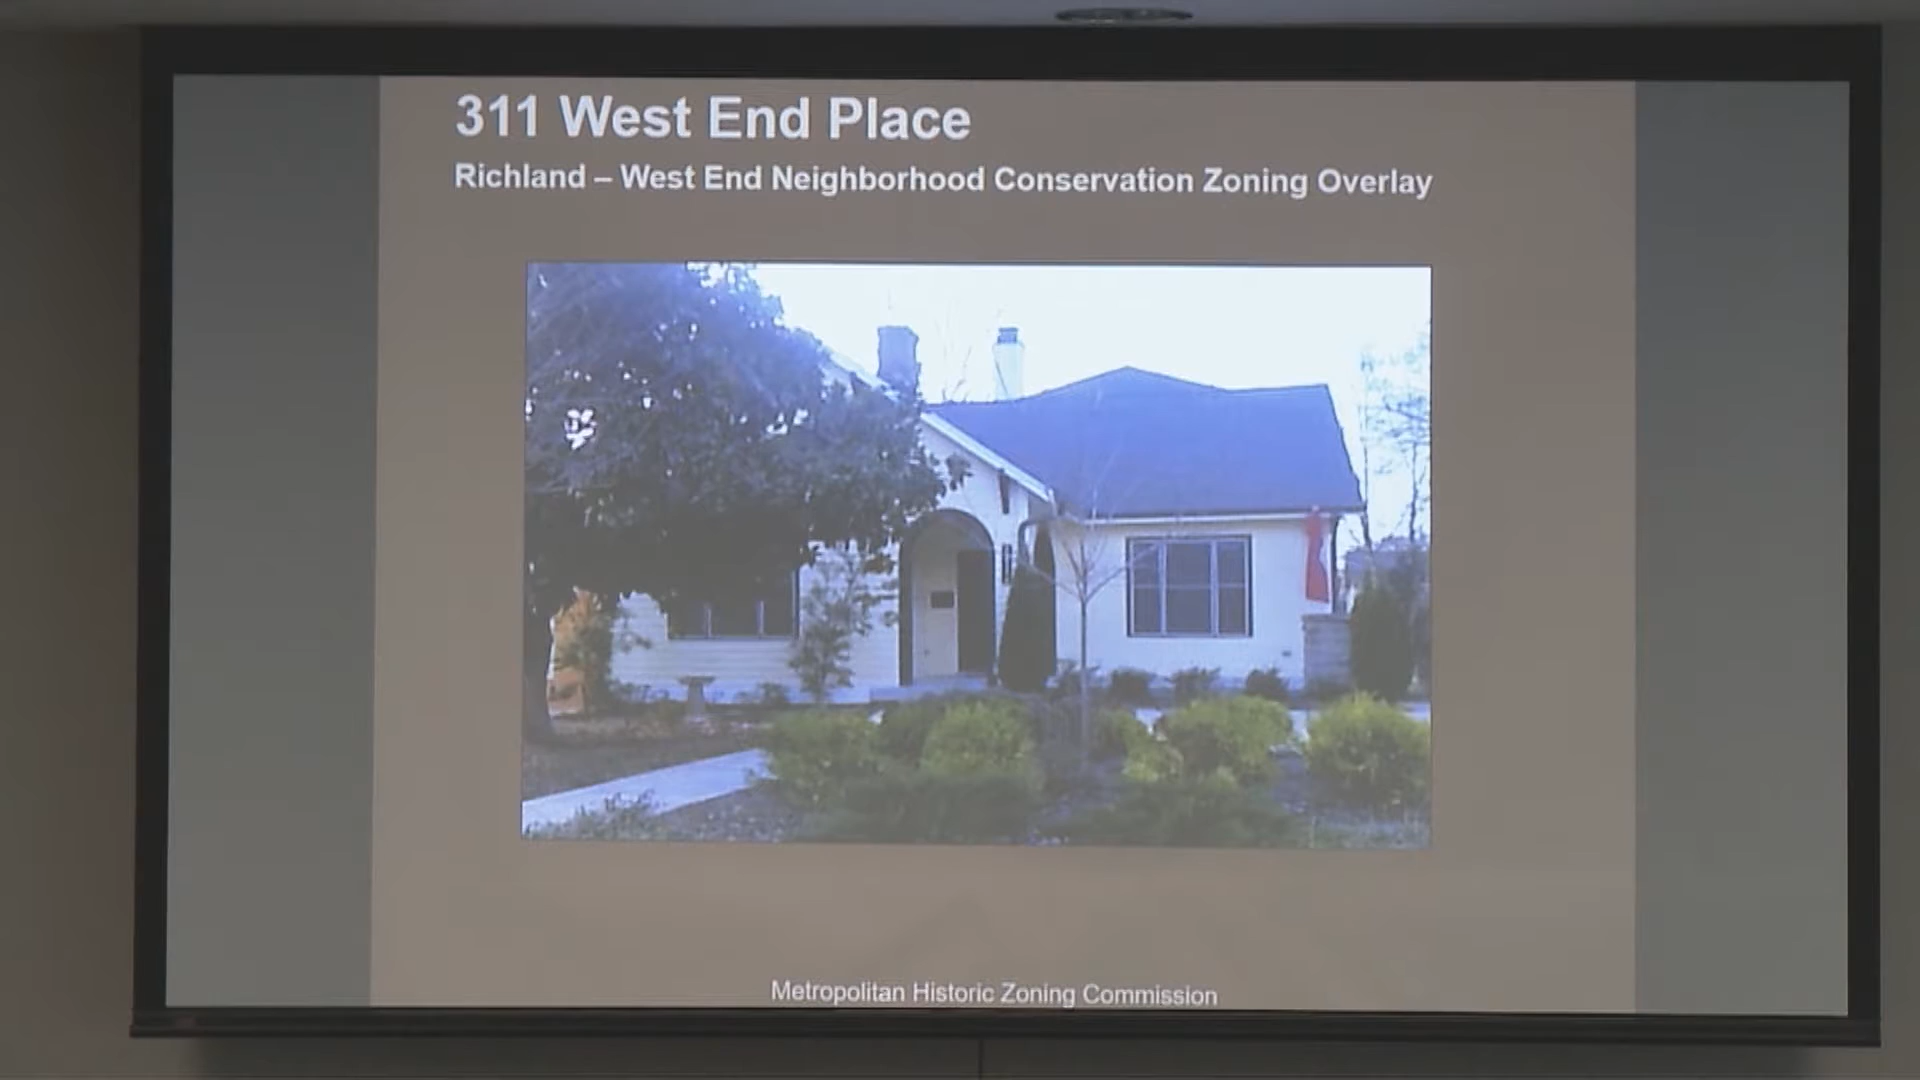 311 West End Place
Richland – West End Neighborhood Conservation Zoning Overlay
Metropolitan Historic Zoning Commission